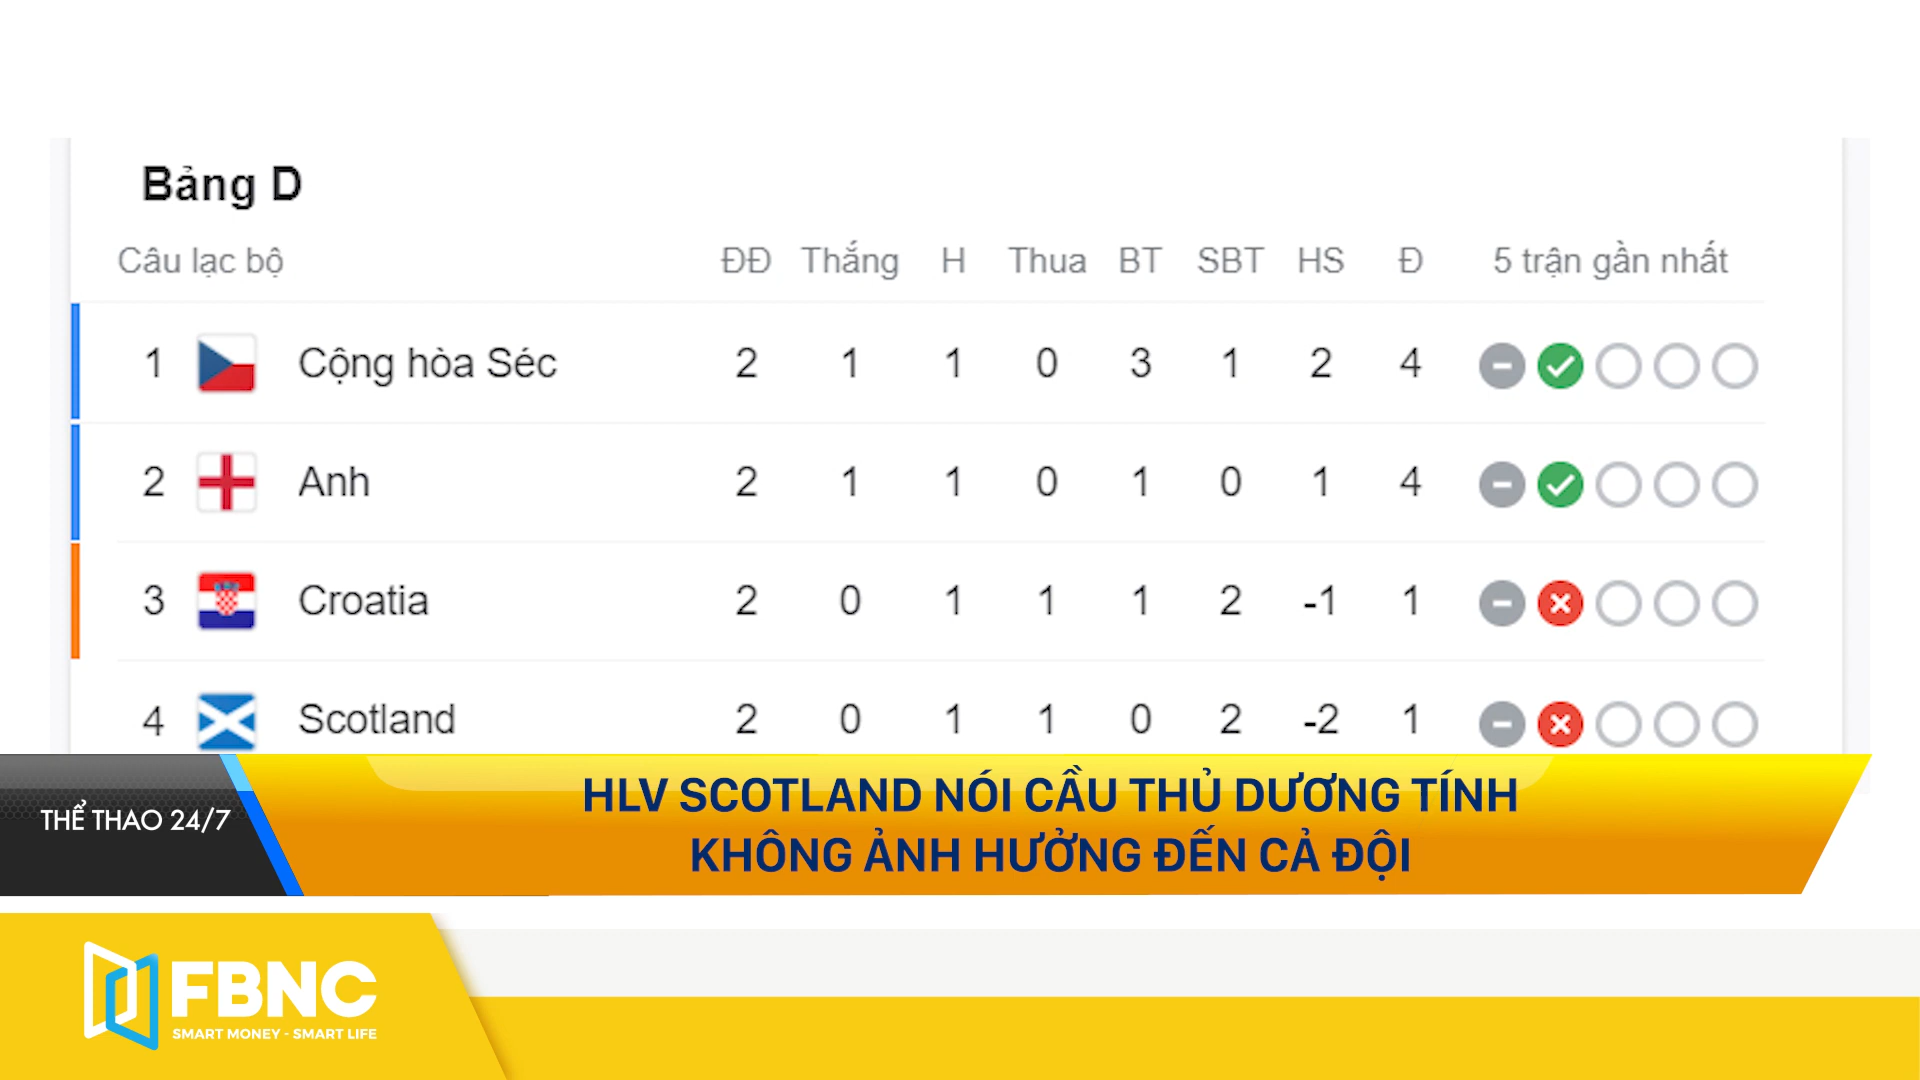 Bảng D
Câu lạc bộ ĐĐ Thắng H Thua BT SBT HS Đ 5 trận gần nhất
1 Cộng hòa Séc 2 1 1 0 3 1 2 4
2 Anh 2 1 1 0 1 0 1 4
3 Croatia 2 0 1 1 1 2 -1 1
4 Scotland 2 0 1 1 0 2 -2 1
HLV SCOTLAND NÓI CẦU THỦ DƯƠNG TÍNH
THỂ THAO 24/7
KHÔNG ẢNH HƯỞNG ĐẾN CẢ ĐỘI
FBNC
SMART MONEY - SMART LIFE